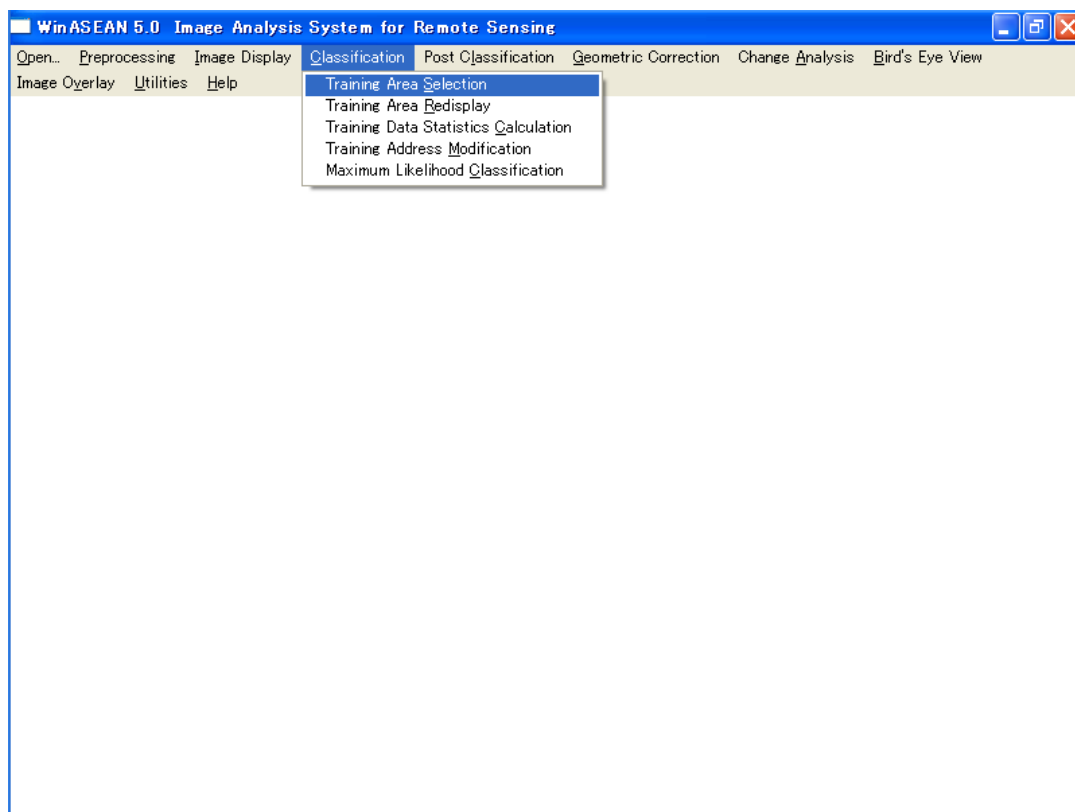 WinASEAN 5.0 Image Analysis System for Remote Sensing
Open... Preprocessing Image Display Classification Post Classification Geometric Correction Change Analysis Bird's Eye View
Image Overlay Utilities Help
Training Area Selection
Training Area Redisplay
Training Data Statistics Calculation
Training Address Modification
Maximum Likelihood Classification